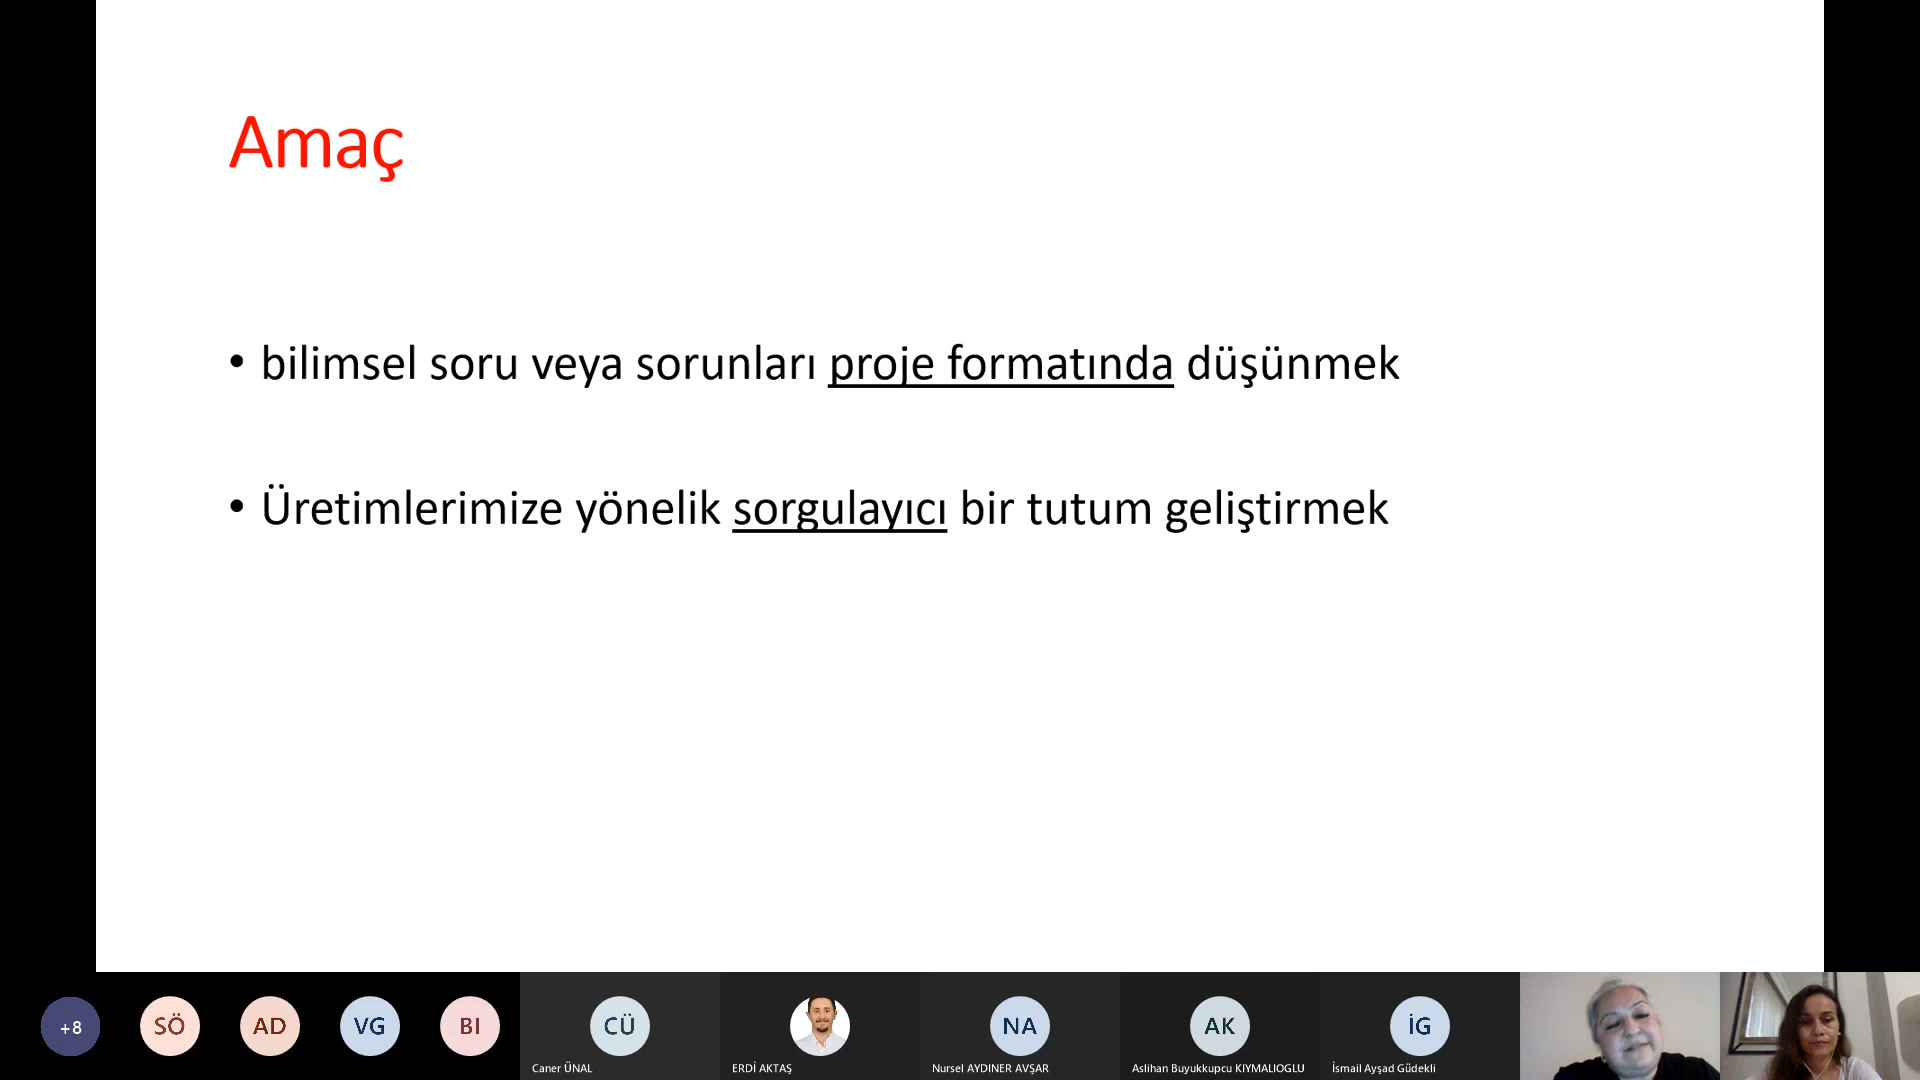 Amaç
• bilimsel soru veya sorunları proje formatında düşünmek
• Üretimlerimize yönelik sorgulayıcı bir tutum geliştirmek
+8
SÖ
AD
VG
BI
CÜ
NA
AK
İG
Caner ÜNAL
ERDİ AKTAŞ
Nursel AYDINER AVŞAR
Aslihan Buyukkupcu KIYMALIOGLU
İsmail Ayşad Güdekli